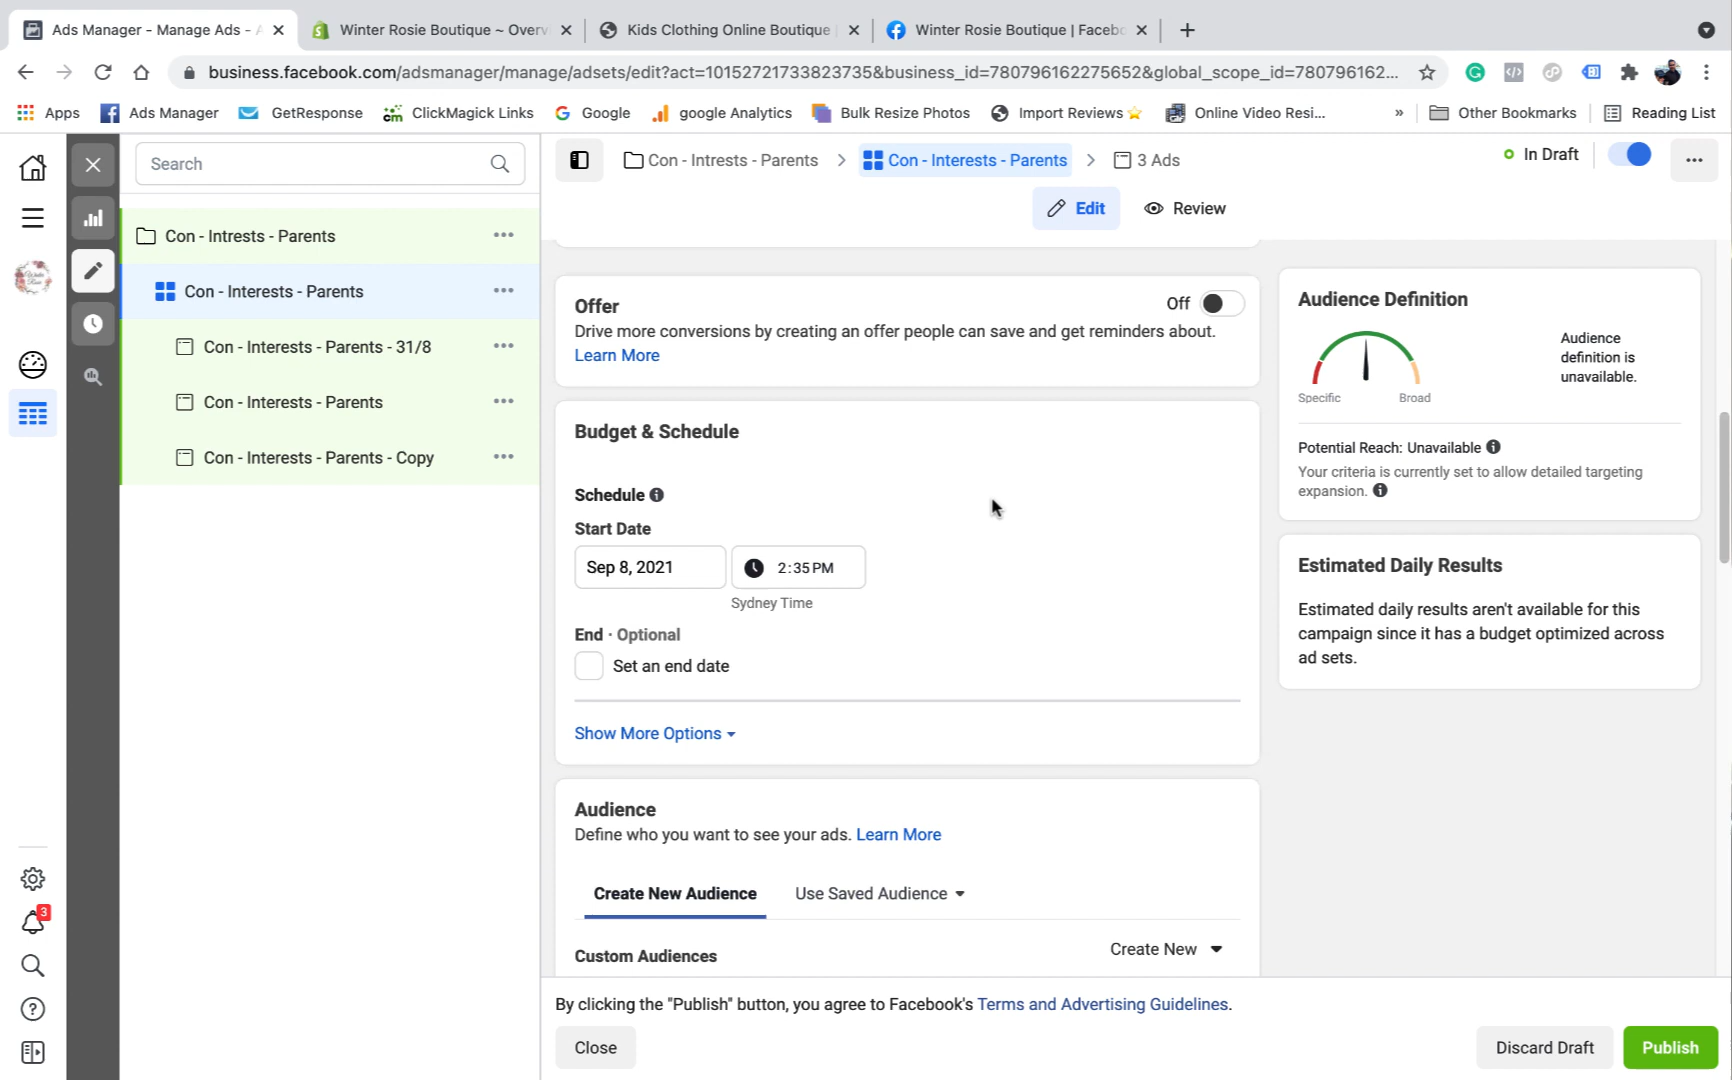 Ads Manager - Manage Ads - A
Winter Rosie Boutique ~ Overv
Kids Clothing Online Boutique
Winter Rosie Boutique | Facebo
business.facebook.com/adsmanager/manage/adsets/edit?act=10152721733823735&business_id=780796162275652&global_scope_id=780796162...
Apps
Ads Manager
GetResponse
ClickMagick Links
Google
google Analytics
Bulk Resize Photos
Import Reviews
Online Video Resi...
»
Other Bookmarks
Reading List
Search
Con - Intrests - Parents
Con - Interests - Parents
3 Ads
In Draft
Edit
Review
Con - Intrests - Parents
Con - Interests - Parents
Con - Interests - Parents - 31/8
Con - Interests - Parents
Con - Interests - Parents - Copy
Offer
Off
Drive more conversions by creating an offer people can save and get reminders about.
Learn More
Budget & Schedule
Schedule
Start Date
Sep 8, 2021
2:35PM
Sydney Time
End · Optional
Set an end date
Show More Options
Audience
Define who you want to see your ads. Learn More
Create New Audience
Use Saved Audience
Custom Audiences
Create New
Audience Definition
Audience
definition is
unavailable.
Specific
Broad
Potential Reach: Unavailable
Your criteria is currently set to allow detailed targeting
expansion.
Estimated Daily Results
Estimated daily results aren't available for this
campaign since it has a budget optimized across
ad sets.
3
By clicking the "Publish" button, you agree to Facebook's Terms and Advertising Guidelines.
Close
Discard Draft
Publish